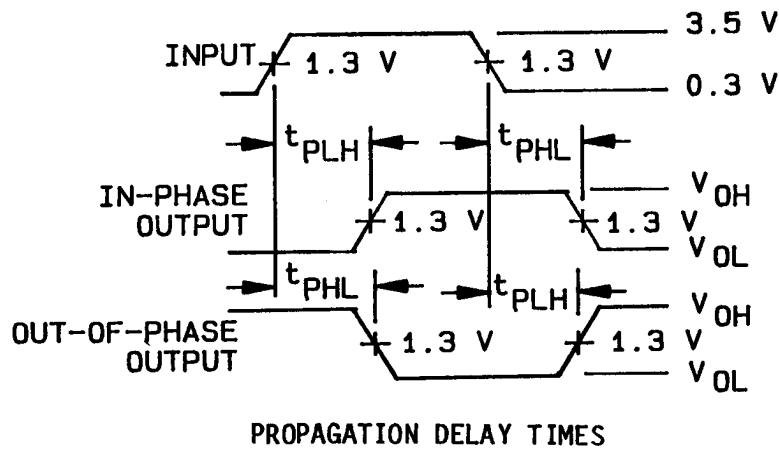 3.5 V
INPUT 1.3 V 1.3 V
0.3 V
tPLH tPHL
IN-PHASE
OUTPUT
VOH
1.3 V 1.3 V
VOL
tPHL tPLH
OUT-OF-PHASE
OUTPUT
VOH
1.3 V 1.3 V
VOL
PROPAGATION DELAY TIMES